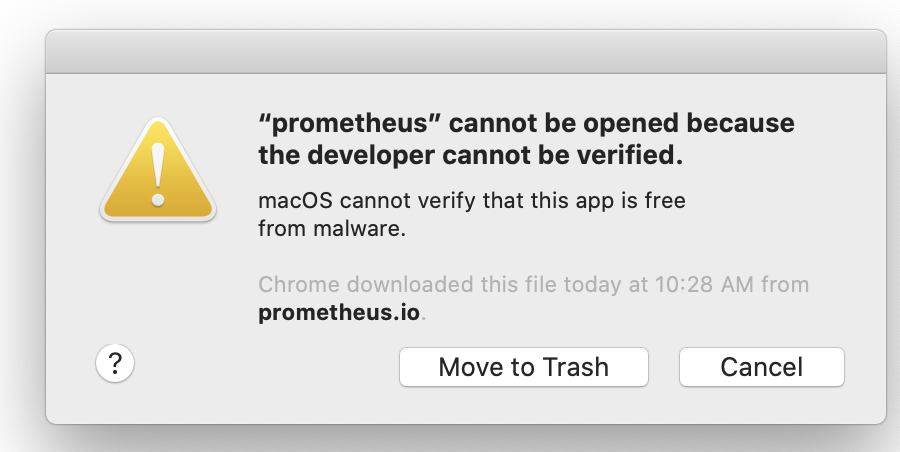 “prometheus” cannot be opened because
the developer cannot be verified.
macOS cannot verify that this app is free
from malware.
Chrome downloaded this file today at 10:28 AM from
prometheus.io.
?
Move to Trash
Cancel